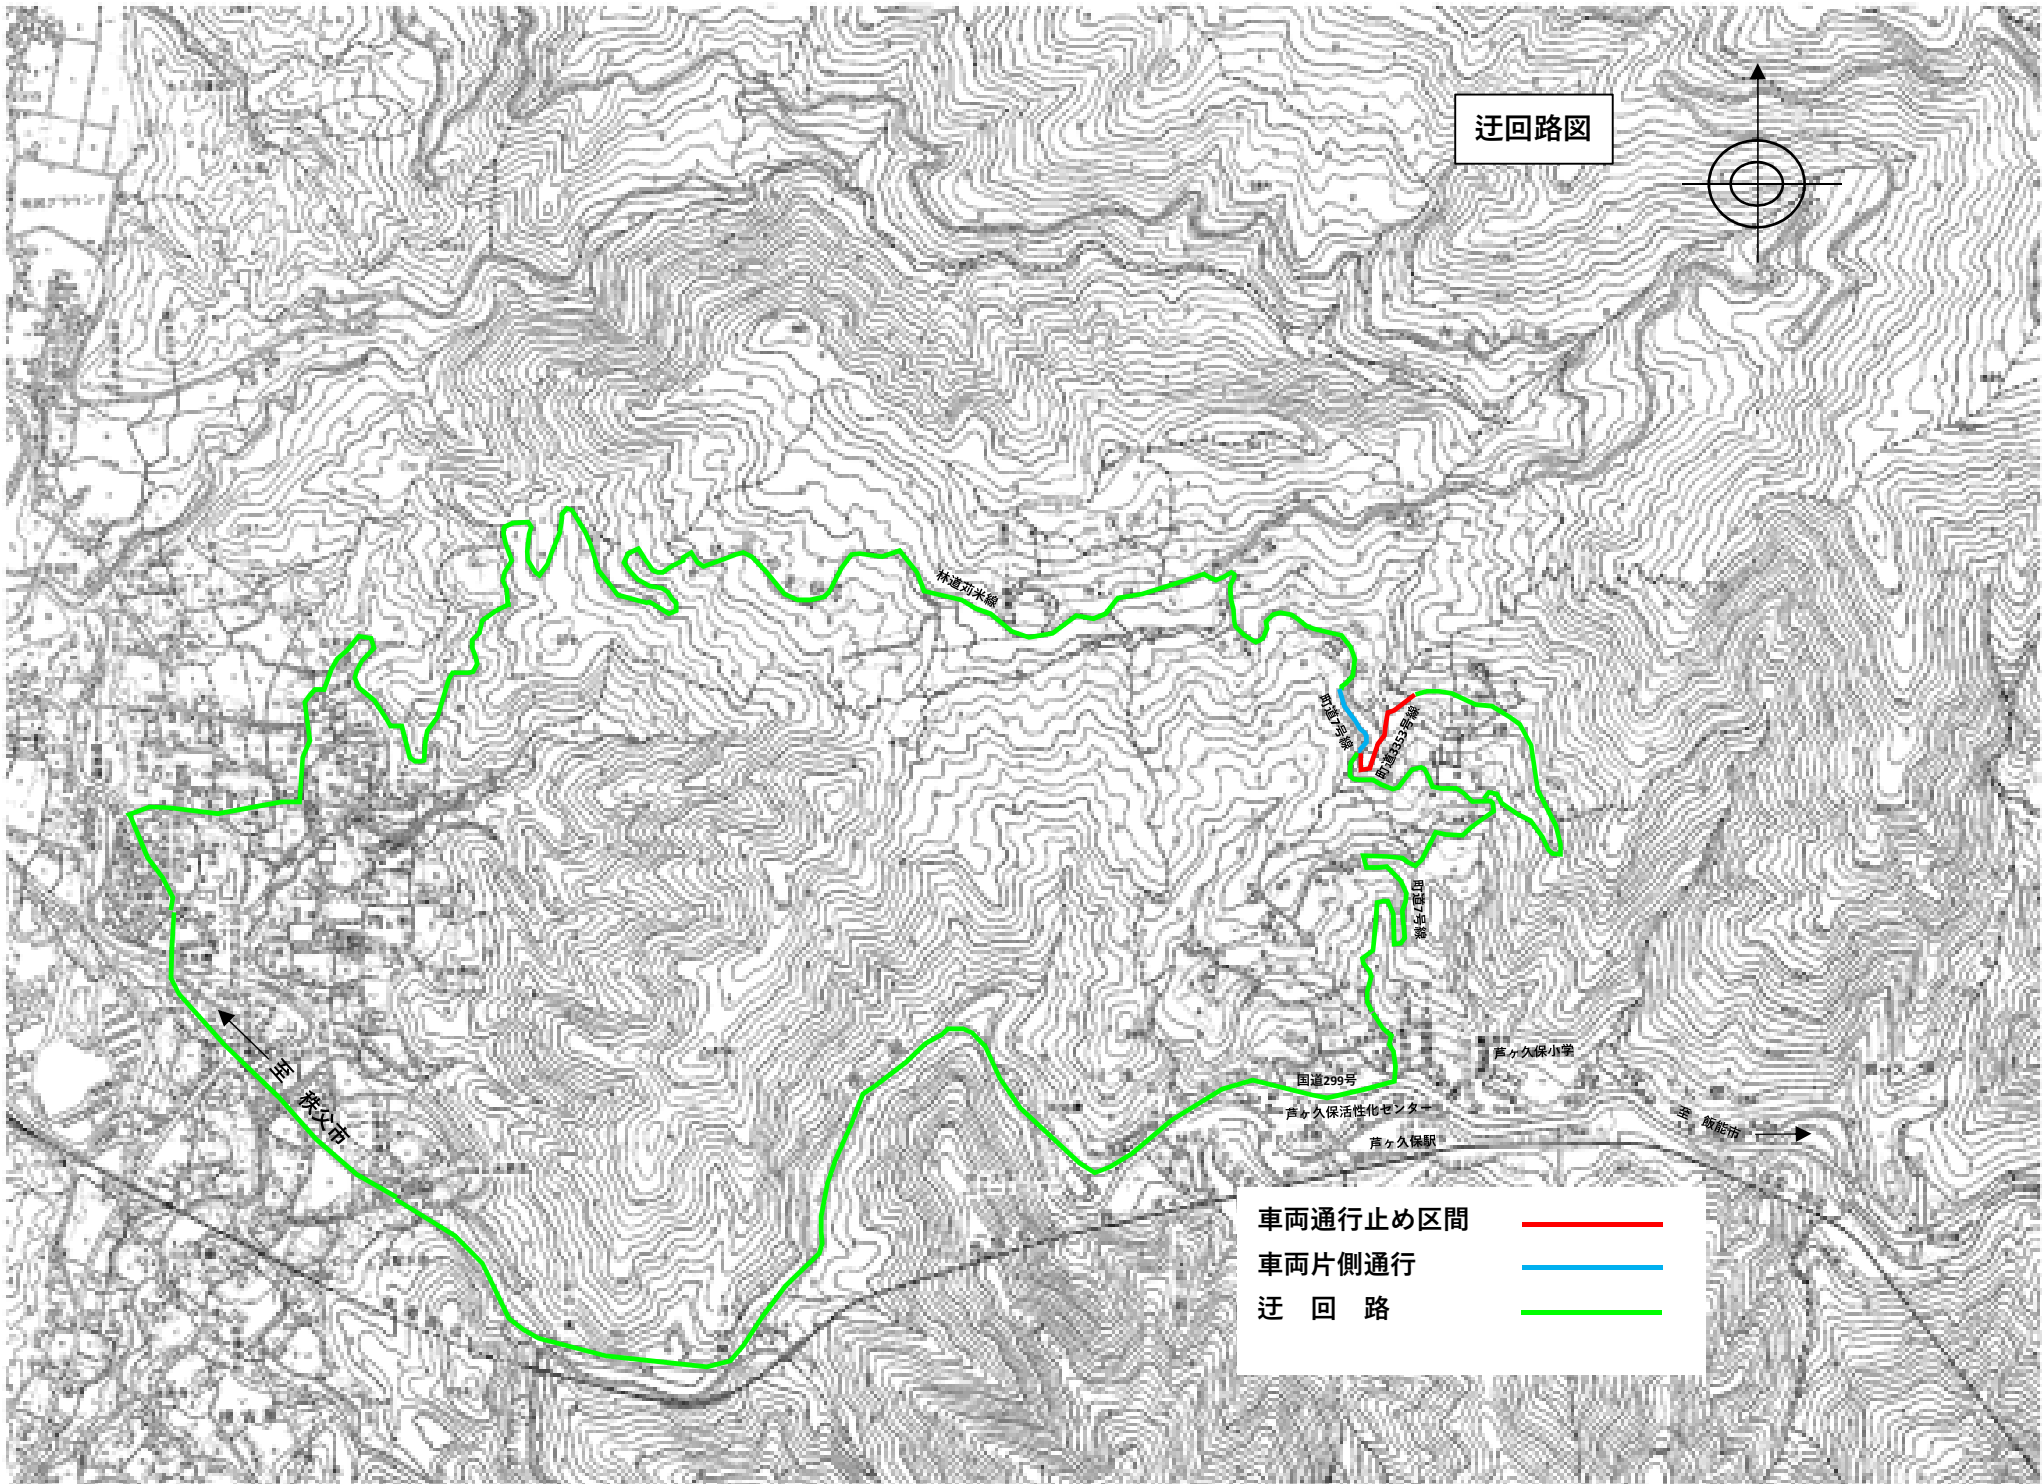 迂回路図
林道苅米線
町道7号線
町道3353号線
町道7号線
芦ヶ久保小学
国道299号
芦ヶ久保活性化センター
芦ヶ久保駅
至 飯能市
至 秩父市
車両通行止め区間
車両片側通行
迂 回 路